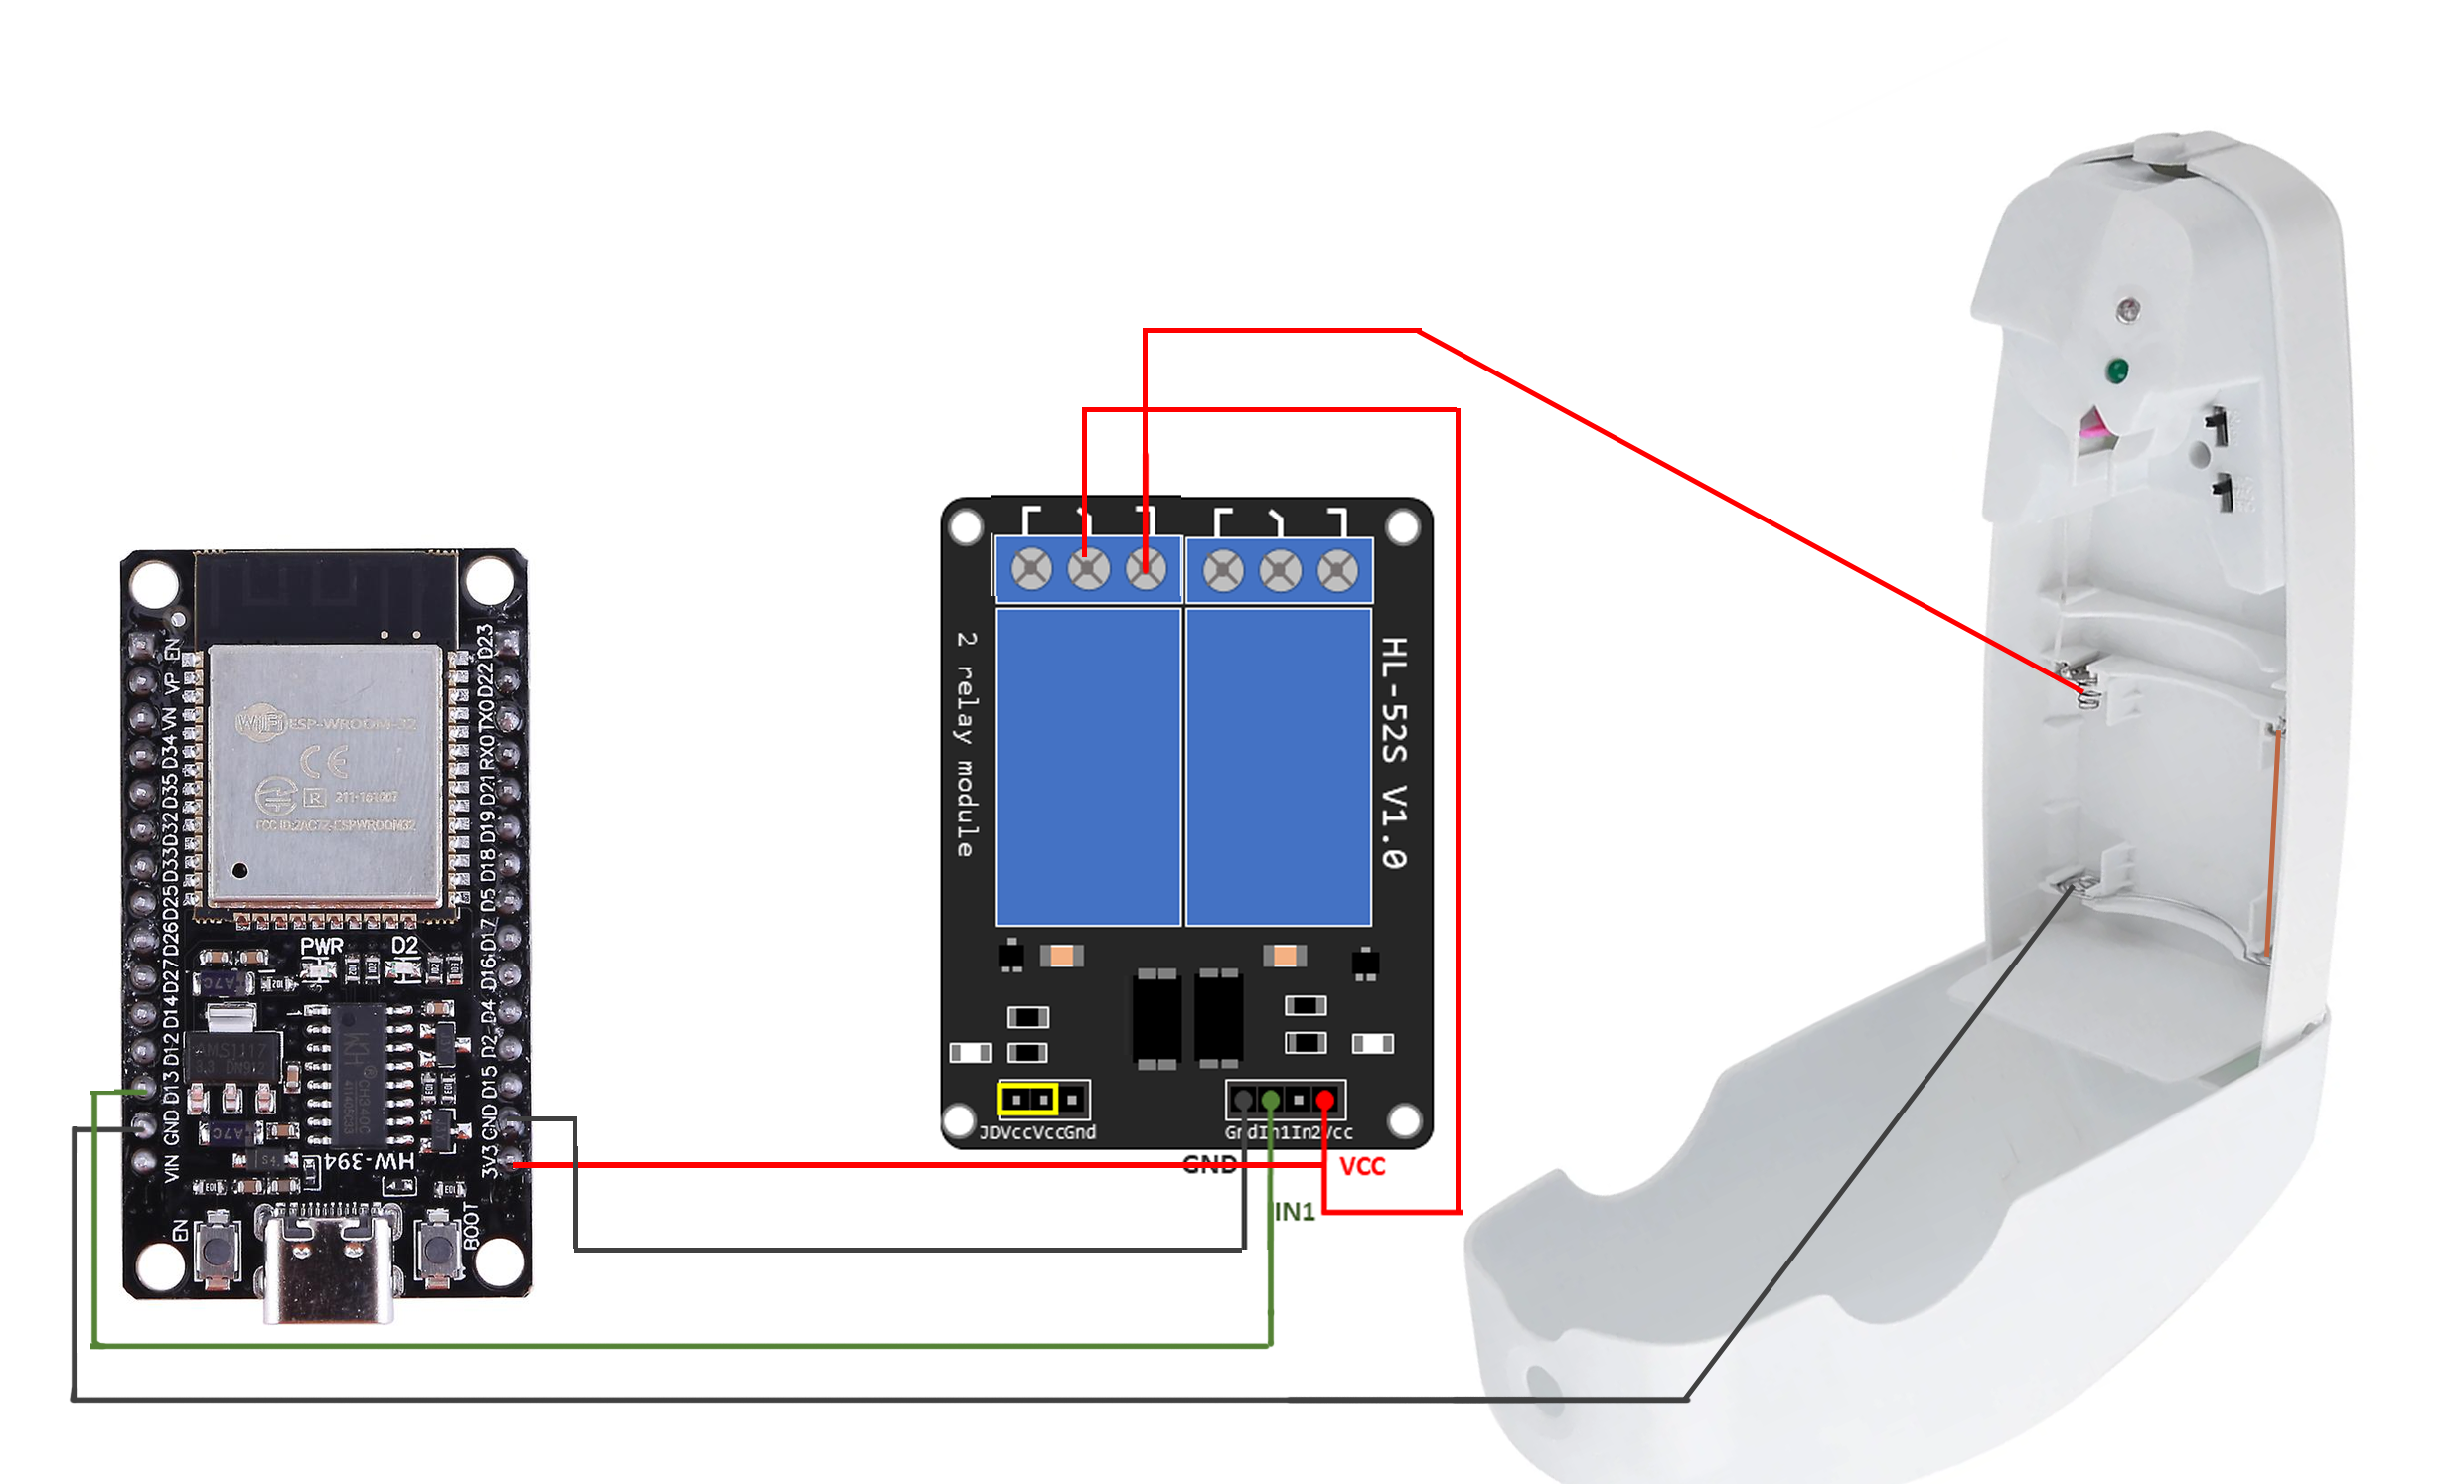 EN
VP
VN
D34
D35
D32
D33
D25
D26
D27
D14
D12
D13
GND
VIN
D23
D22
TX0
RX0
D21
D19
D18
D5
D17
D16
D4
D2
D15
GND
3V3
WiFi ESP-WROOM-32
CE
R 211-161007
FCC ID:2AC7Z-ESPWROOM32
PWR
D2
AMS1117
HW-394
EN
BOOT
2 relay module
HL-52S V1.0
JDVccVccGnd
GndIn1In2Vcc
GND
VCC
IN1